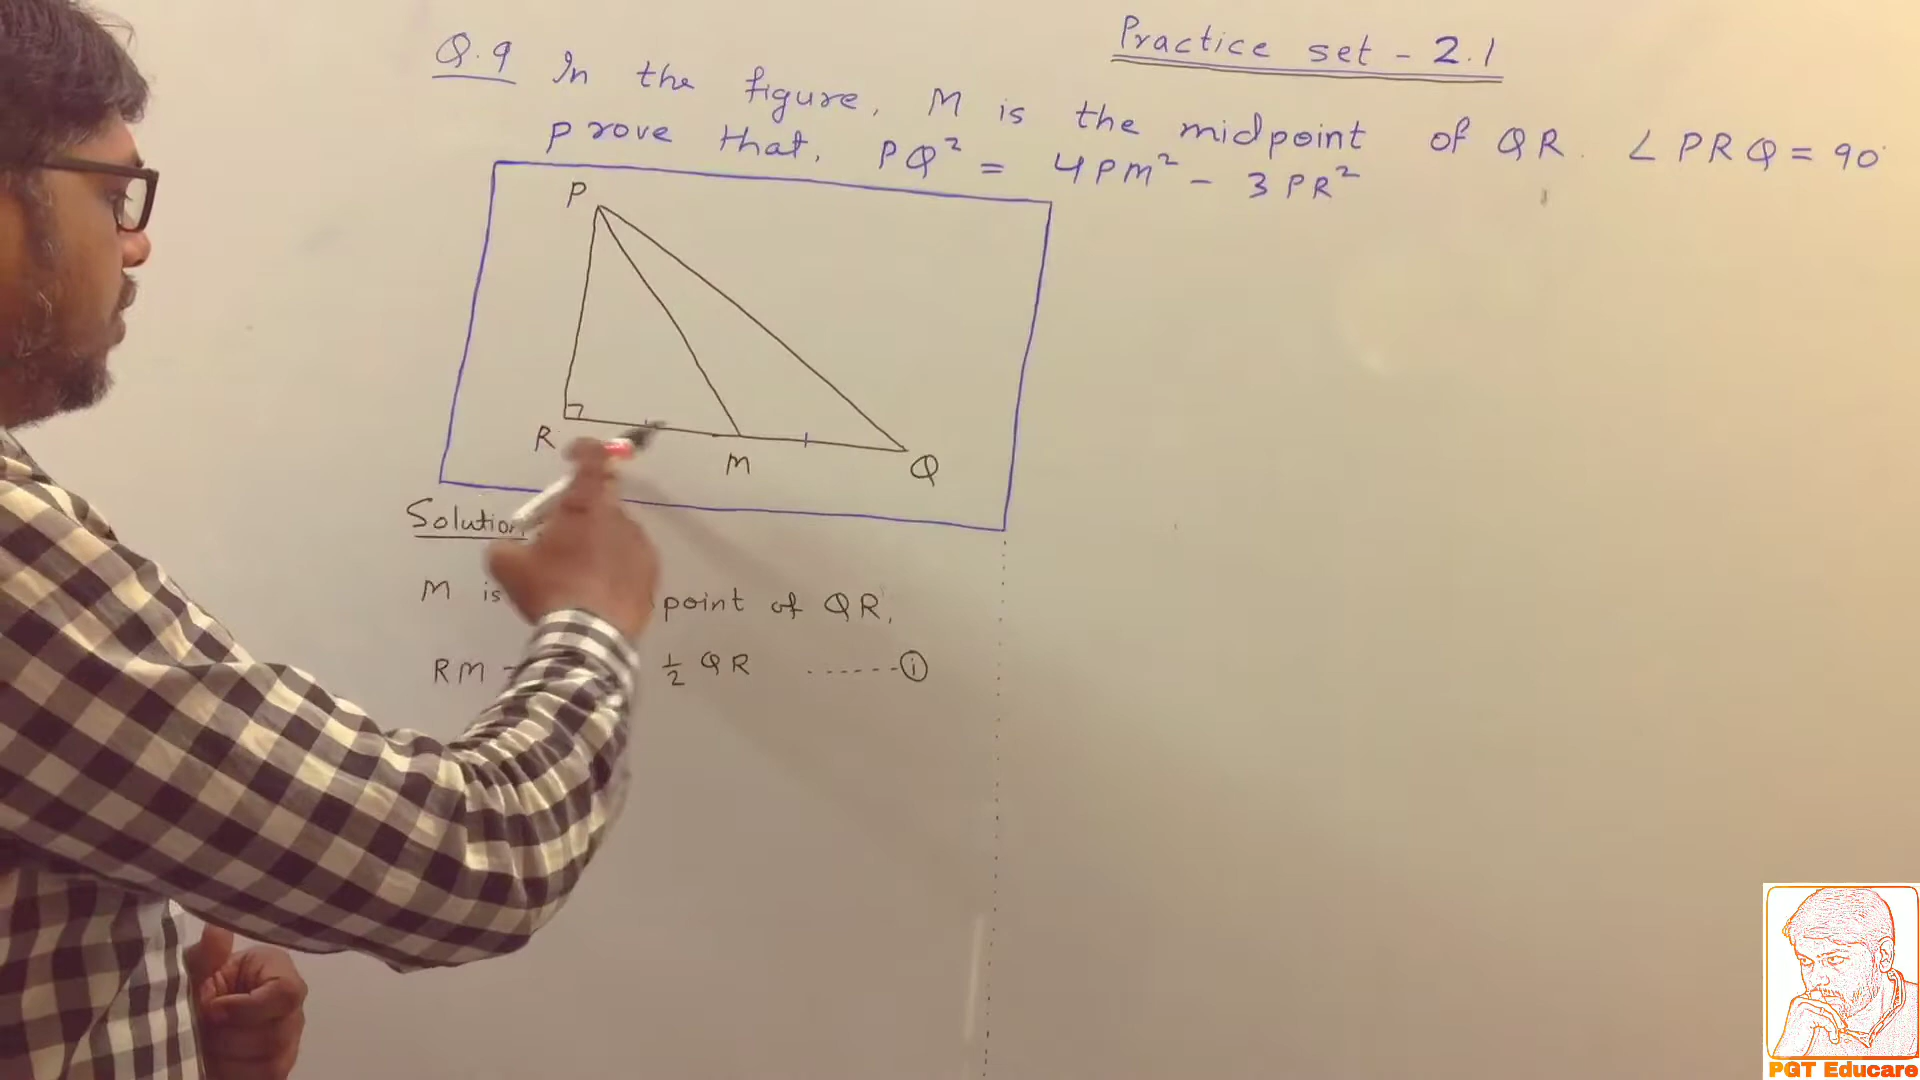 Practice set - 2.1
Q.9 In the figure, M is the midpoint of QR. ∠PRQ = 90°
prove that, PQ² = 4PM² - 3PR²
P
R
M
Q
Solution
M is point of QR,
RM = ½ QR -------①
PGT Educare